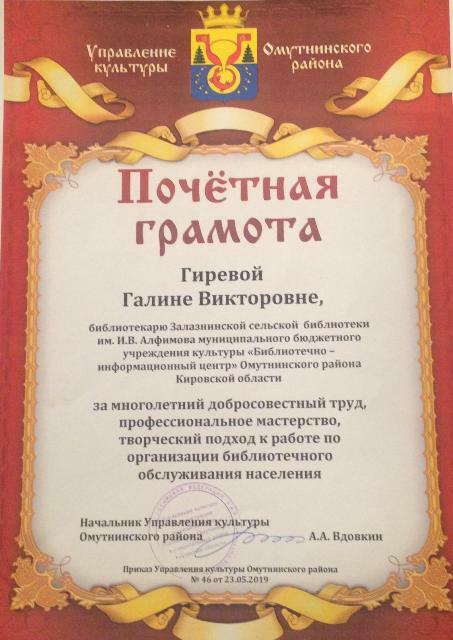 Управление Омутнинского
культуры района
Почётная
грамота
Гиревой
Галине Викторовне,
библиотекарю Залазнинской сельской библиотеки
им. И.В. Алфимова муниципального бюджетного
учреждения культуры «Библиотечно –
информационный центр» Омутнинского района
Кировской области
за многолетний добросовестный труд,
профессиональное мастерство,
творческий подход к работе по
организации библиотечного
обслуживания населения
Начальник Управления культуры
Омутнинского района А.А. Вдовкин
Приказ Управления культуры Омутнинского района
№ 46 от 23.05.2019